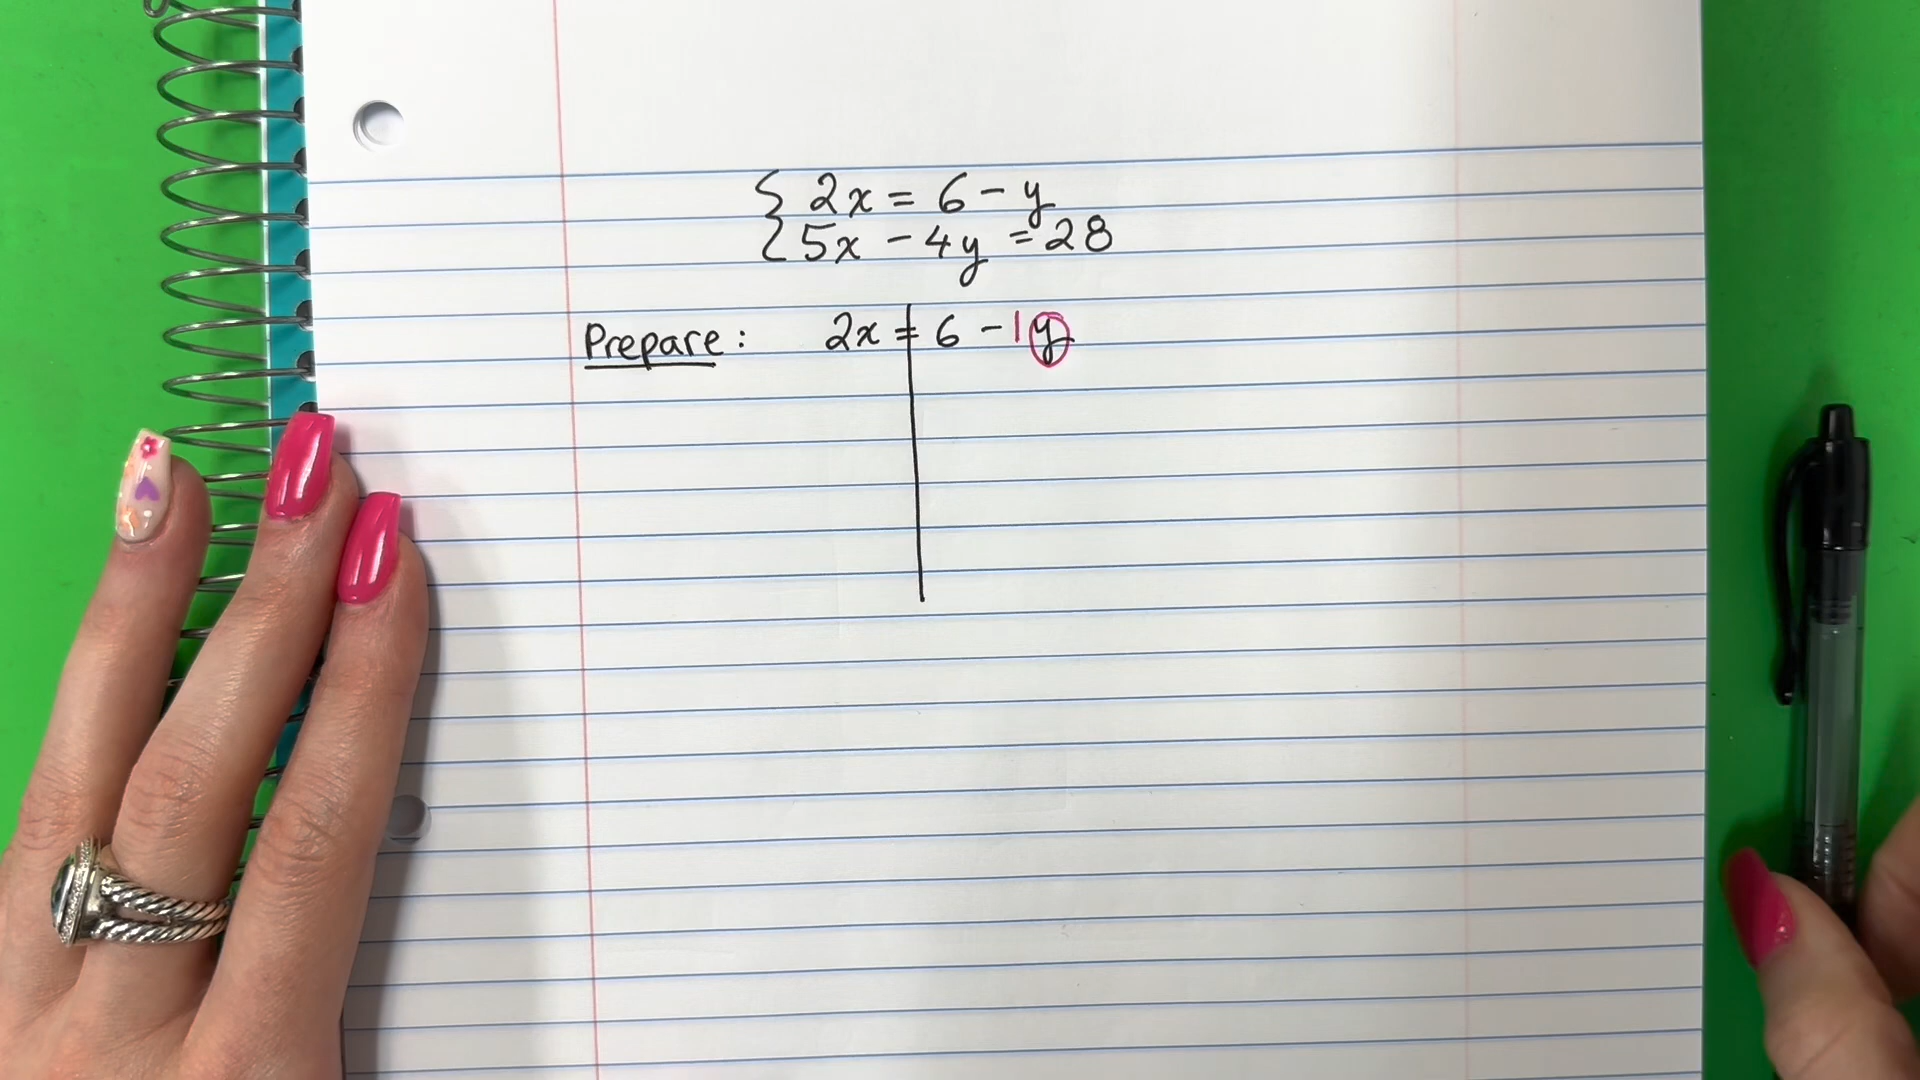 { 2x = 6 - y
5x - 4y = 28
Prepare: 2x = 6 - 1y